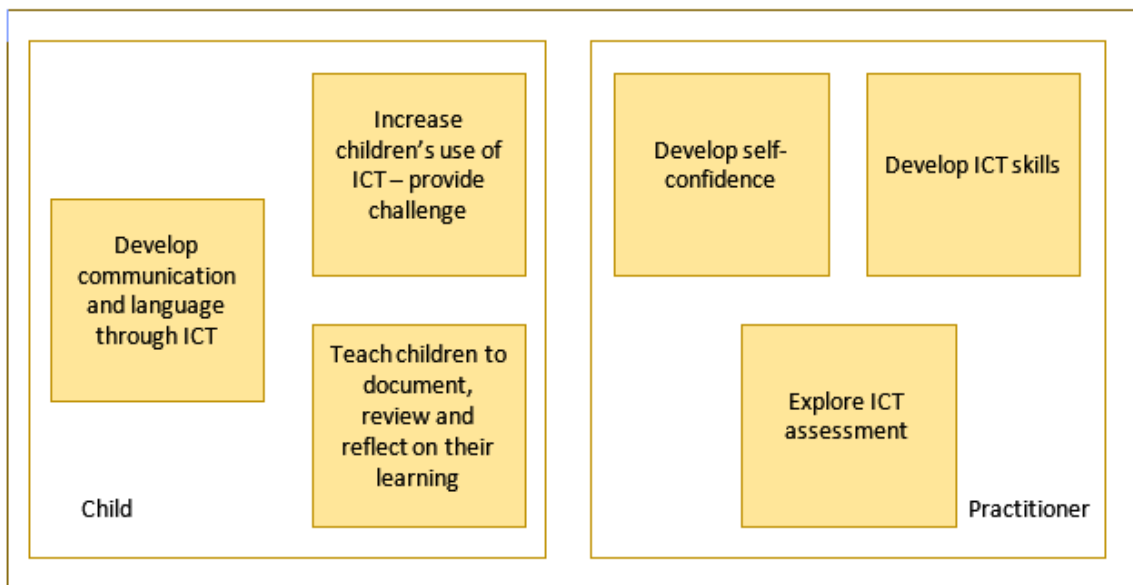 Increase
children’s use of
ICT – provide
challenge
Develop
communication
and language
through ICT
Teach children to
document,
review and
reflect on their
learning
Child
Develop self-
confidence
Develop ICT skills
Explore ICT
assessment
Practitioner